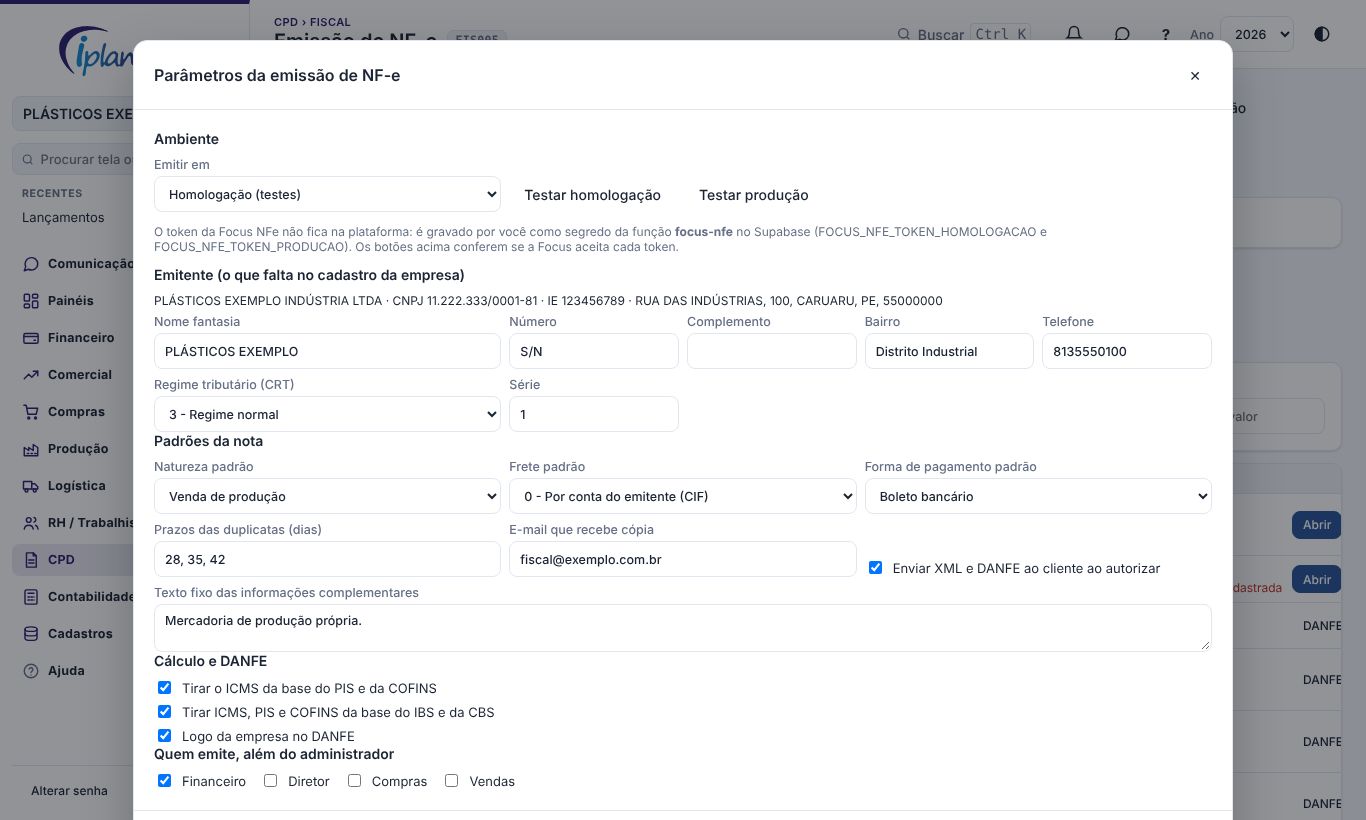 CPD › FISCAL
Emissão de NF-e FIS005
Buscar Ctrl K
Ano 2026
iplan
PLÁSTICOS EXE
Procurar tela o
RECENTES
Lançamentos
Comunicação
Painéis
Financeiro
Comercial
Compras
Produção
Logística
RH / Trabalhis
CPD
Contabilidade
Cadastros
Ajuda
Alterar senha
Parâmetros da emissão de NF-e
×
Ambiente
Emitir em
Homologação (testes) Testar homologação Testar produção
O token da Focus NFe não fica na plataforma: é gravado por você como segredo da função focus-nfe no Supabase (FOCUS_NFE_TOKEN_HOMOLOGACAO e
FOCUS_NFE_TOKEN_PRODUCAO). Os botões acima conferem se a Focus aceita cada token.
Emitente (o que falta no cadastro da empresa)
PLÁSTICOS EXEMPLO INDÚSTRIA LTDA · CNPJ 11.222.333/0001-81 · IE 123456789 · RUA DAS INDÚSTRIAS, 100, CARUARU, PE, 55000000
Nome fantasia Número Complemento Bairro Telefone
PLÁSTICOS EXEMPLO S/N Distrito Industrial 8135550100
Regime tributário (CRT) Série
3 - Regime normal 1
Padrões da nota
Natureza padrão Frete padrão Forma de pagamento padrão
Venda de produção 0 - Por conta do emitente (CIF) Boleto bancário
Prazos das duplicatas (dias) E-mail que recebe cópia
28, 35, 42 fiscal@exemplo.com.br Enviar XML e DANFE ao cliente ao autorizar
Texto fixo das informações complementares
Mercadoria de produção própria.
Cálculo e DANFE
Tirar o ICMS da base do PIS e da COFINS
Tirar ICMS, PIS e COFINS da base do IBS e da CBS
Logo da empresa no DANFE
Quem emite, além do administrador
Financeiro Diretor Compras Vendas
ão
valor
Abrir
Abrir
dastrada
DANFE
DANFE
DANFE
DANFE